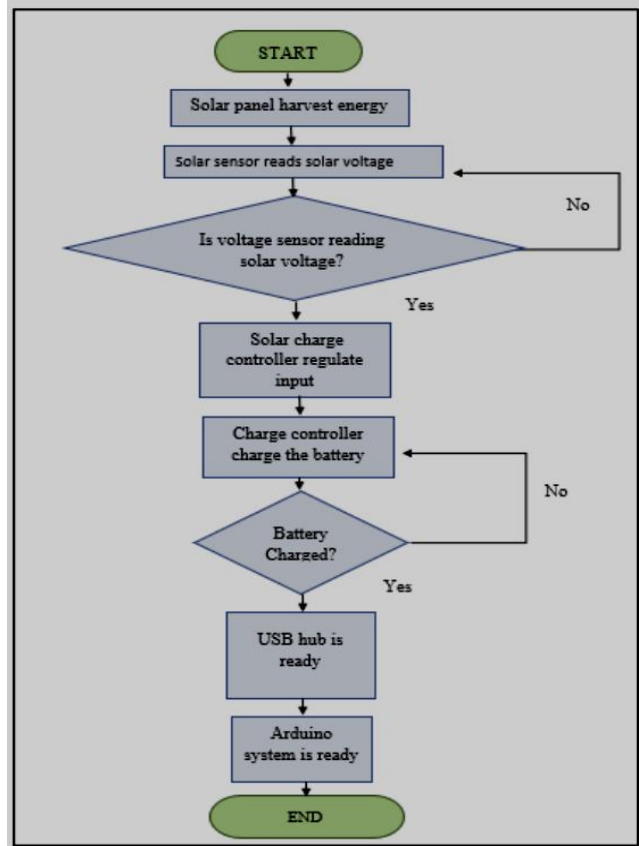 START
Solar panel harvest energy
Solar sensor reads solar voltage
No
Is voltage sensor reading
solar voltage?
Yes
Solar charge
controller regulate
input
Charge controller
charge the battery
No
Battery
Charged?
Yes
USB hub is
ready
Arduino
system is ready
END